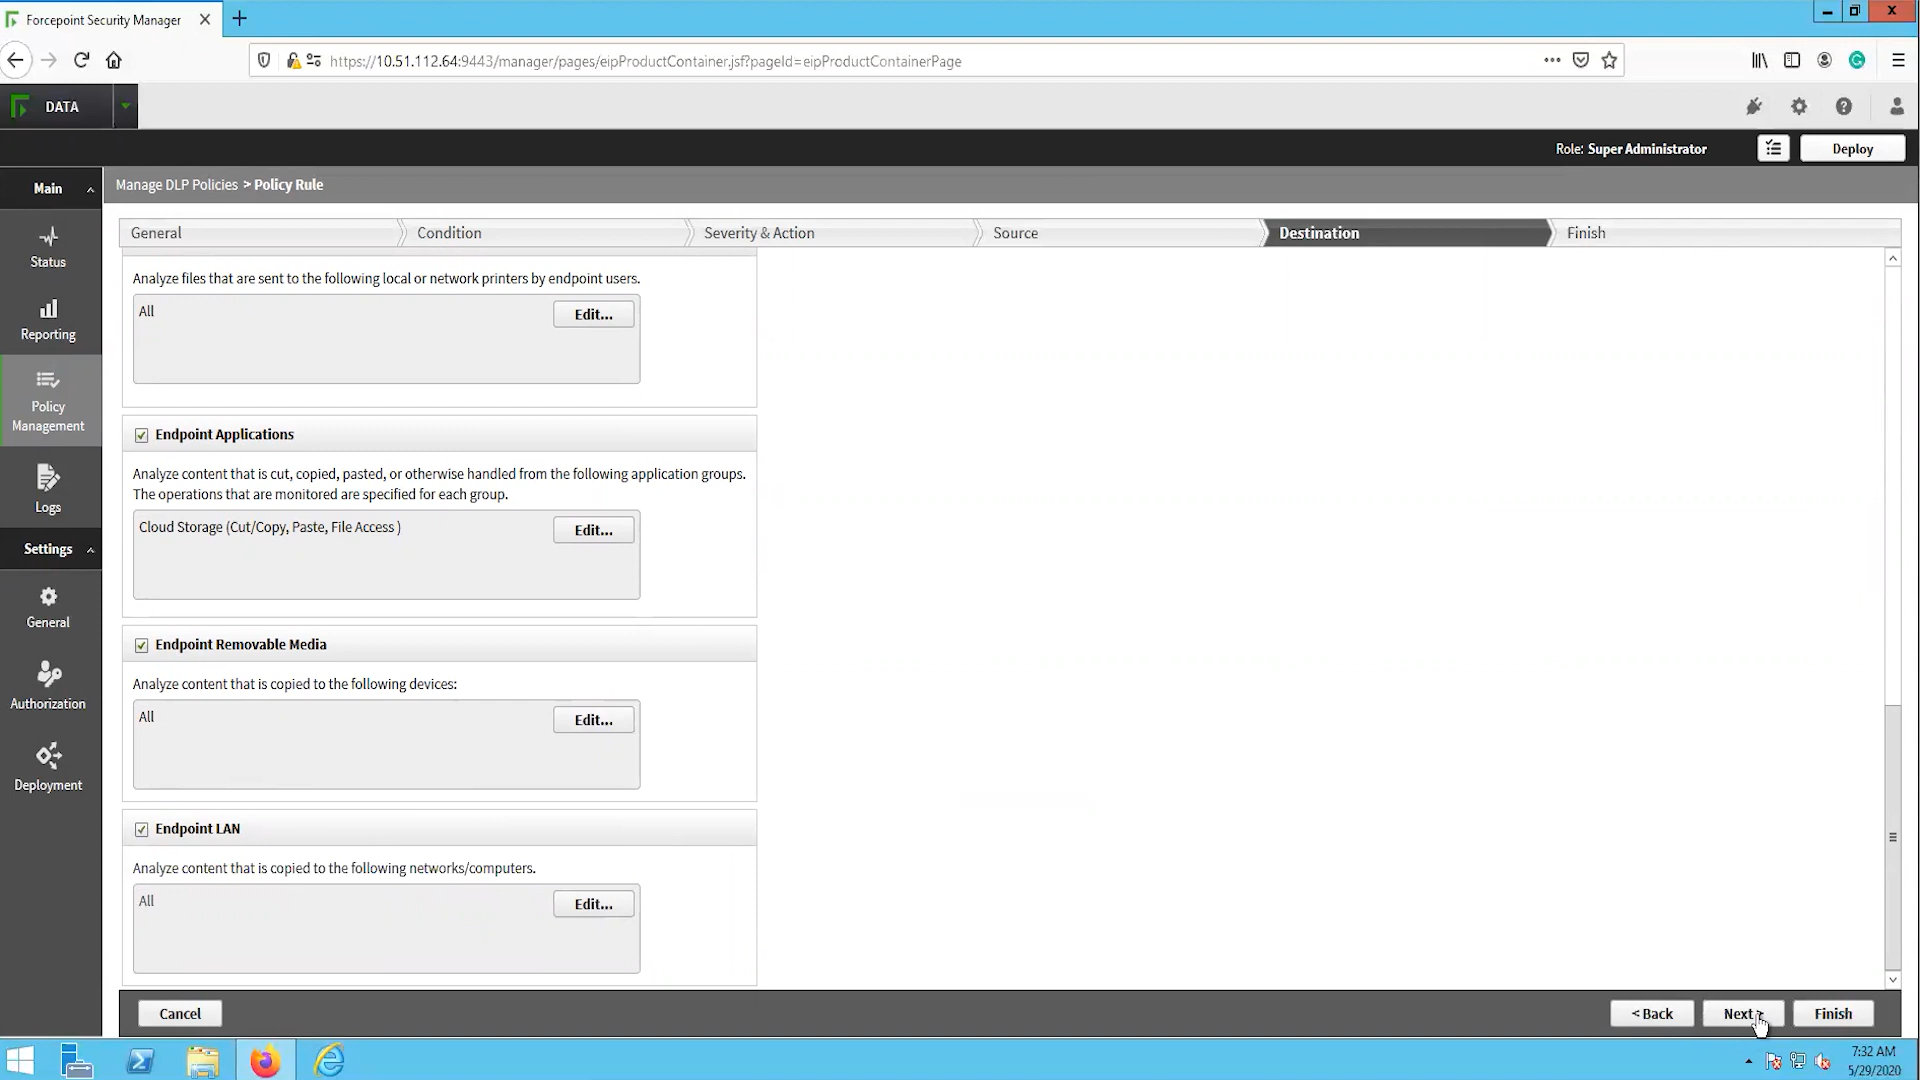 Forcepoint Security Manager
https://10.51.112.64:9443/manager/pages/eipProductContainer.jsf?pageId=eipProductContainerPage
DATA
Role: Super Administrator
Deploy
Main
Manage DLP Policies > Policy Rule
General
Condition
Severity & Action
Source
Destination
Finish
Status
Reporting
Policy
Management
Logs
Settings
General
Authorization
Deployment
Analyze files that are sent to the following local or network printers by endpoint users.
All
Edit...
Endpoint Applications
Analyze content that is cut, copied, pasted, or otherwise handled from the following application groups.
The operations that are monitored are specified for each group.
Cloud Storage (Cut/Copy, Paste, File Access )
Edit...
Endpoint Removable Media
Analyze content that is copied to the following devices:
All
Edit...
Endpoint LAN
Analyze content that is copied to the following networks/computers.
All
Edit...
Cancel
< Back
Next >
Finish
7:32 AM
5/29/2020